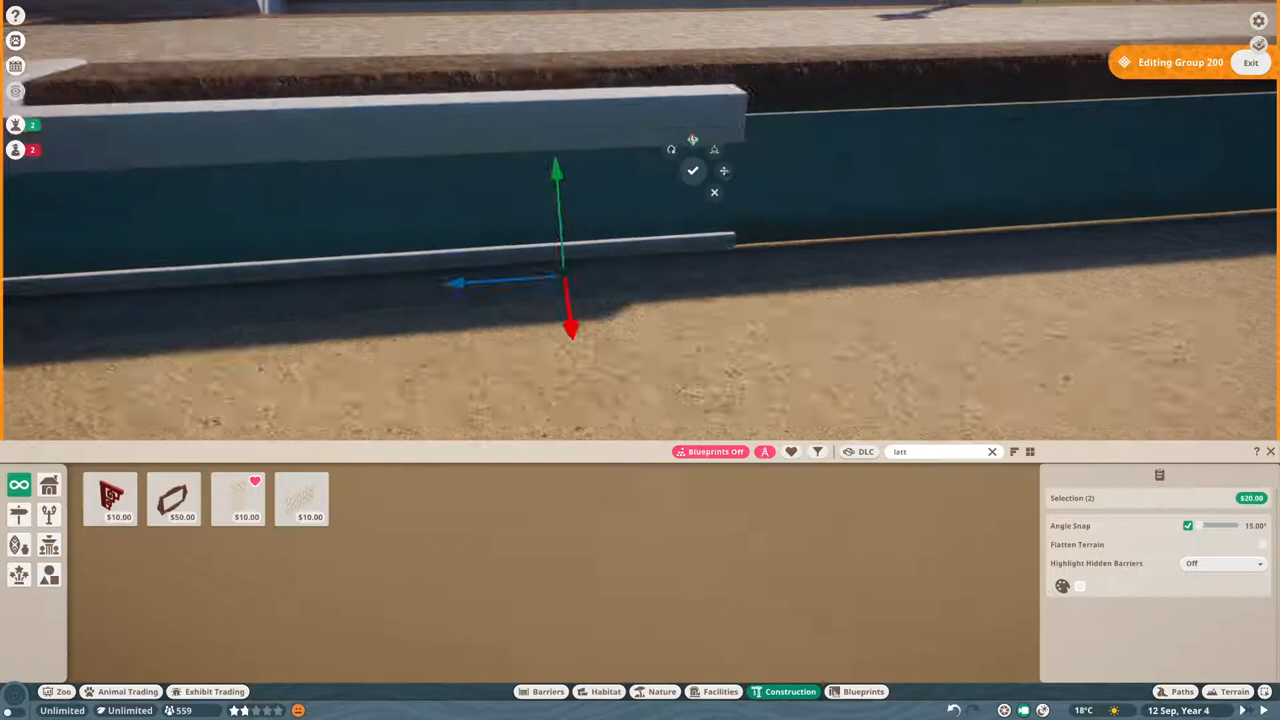 Editing Group 200
Exit
2
2
Blueprints Off
DLC
latt
?
$10.00
$50.00
$10.00
$10.00
Selection (2)
$20.00
Angle Snap
15.00°
Flatten Terrain
Highlight Hidden Barriers
Off
Zoo
Animal Trading
Exhibit Trading
Barriers
Habitat
Nature
Facilities
Construction
Blueprints
Paths
Terrain
Unlimited
Unlimited
559
18°C
12 Sep, Year 4